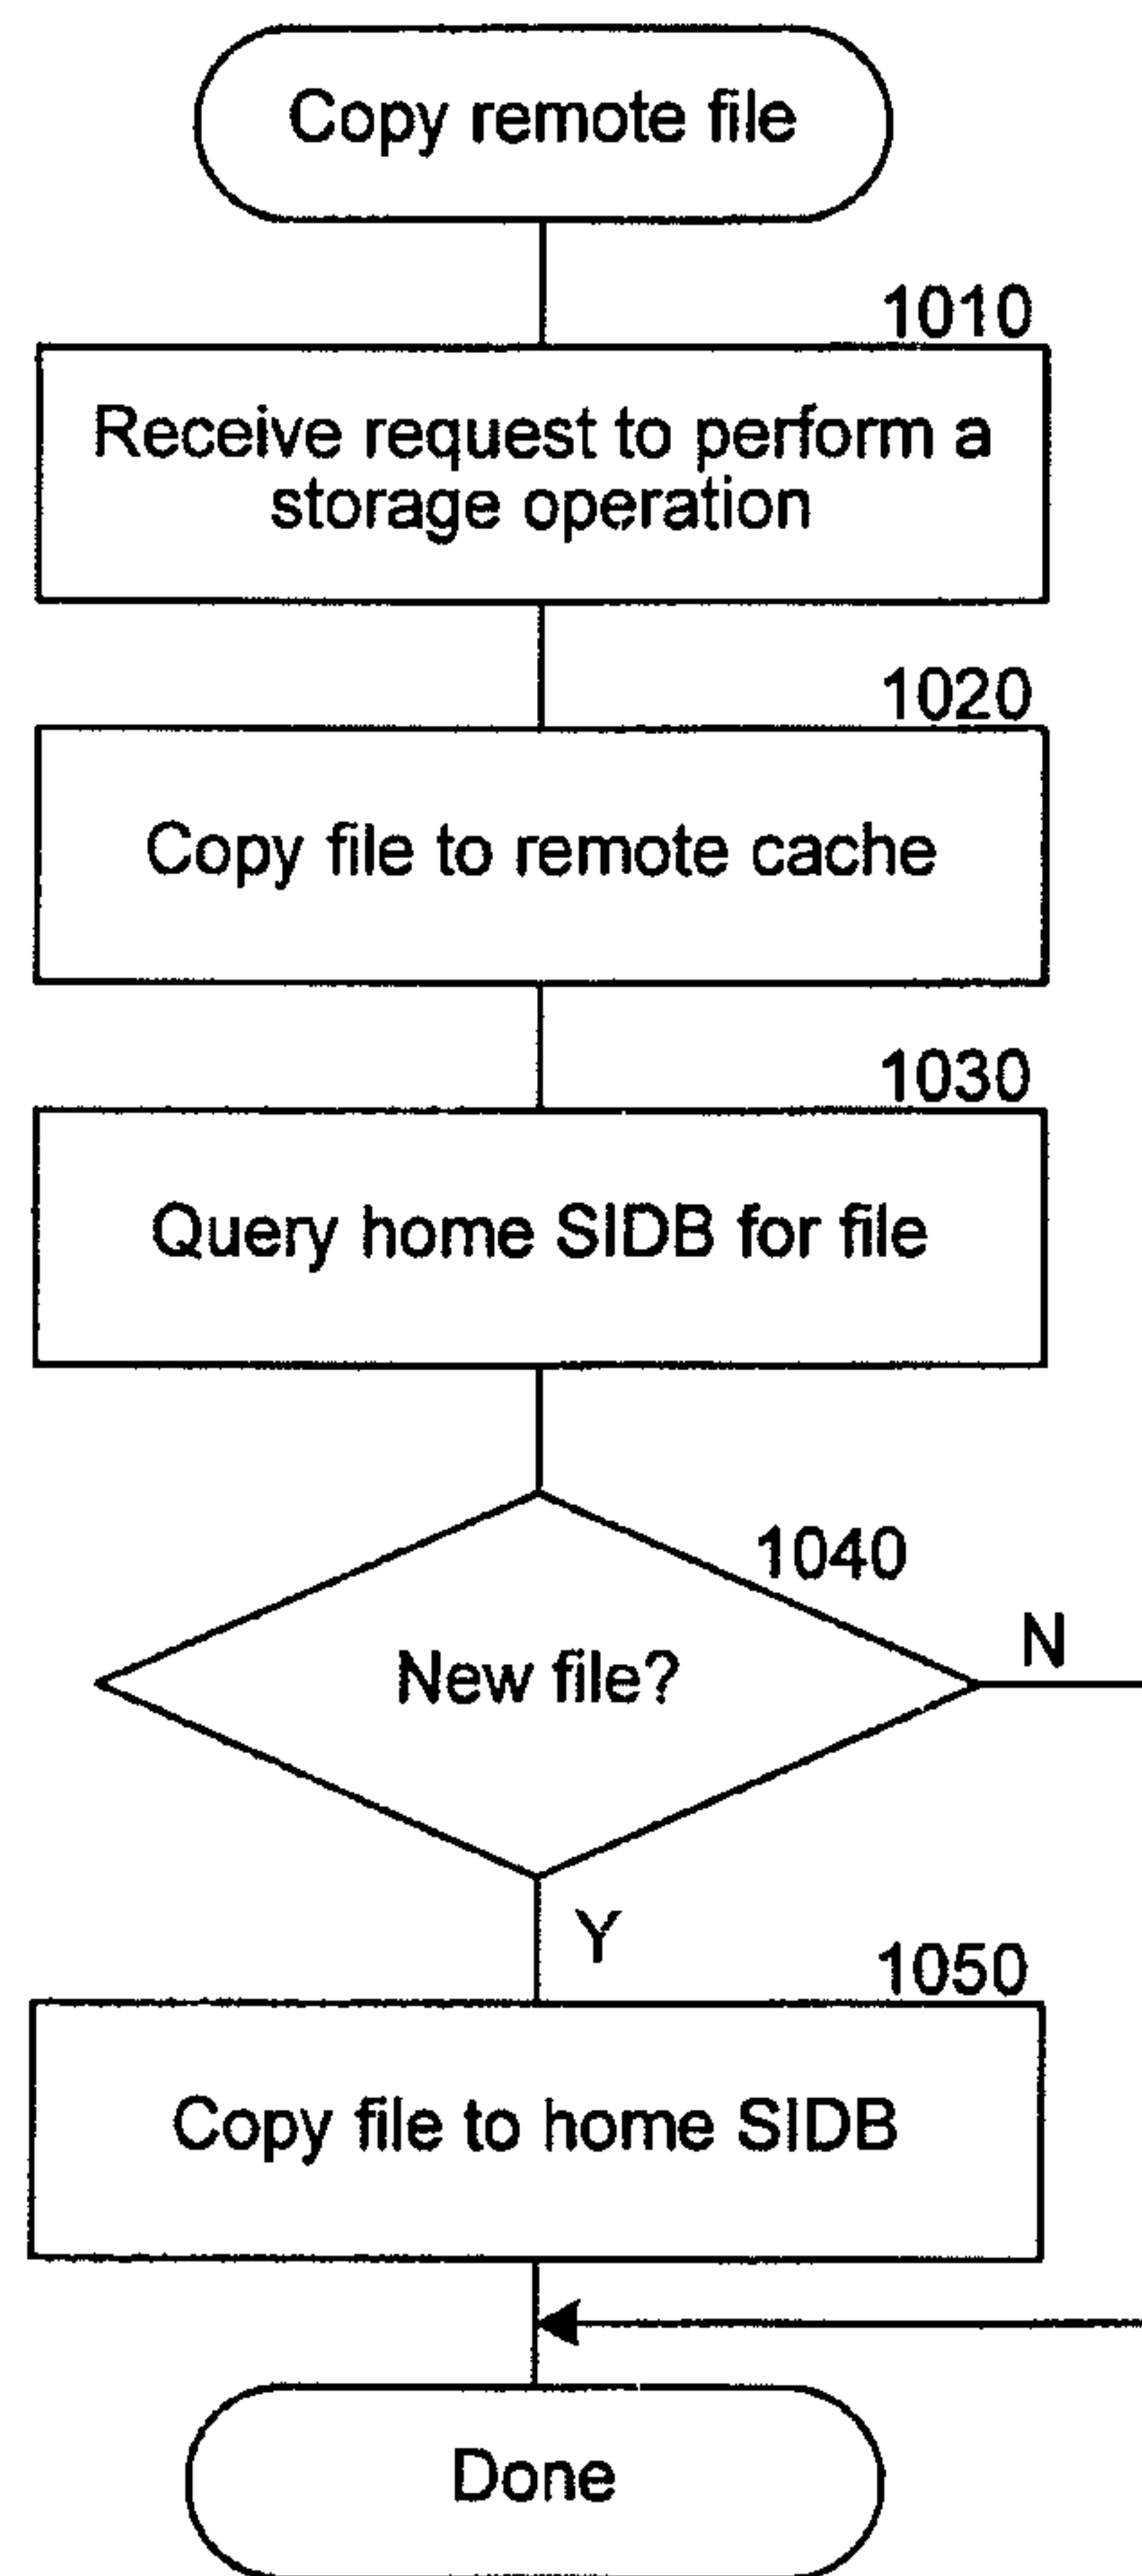 Copy remote file
1010
Receive request to perform a
storage operation
1020
Copy file to remote cache
1030
Query home SIDB for file
1040
New file?
N
Y
1050
Copy file to home SIDB
Done